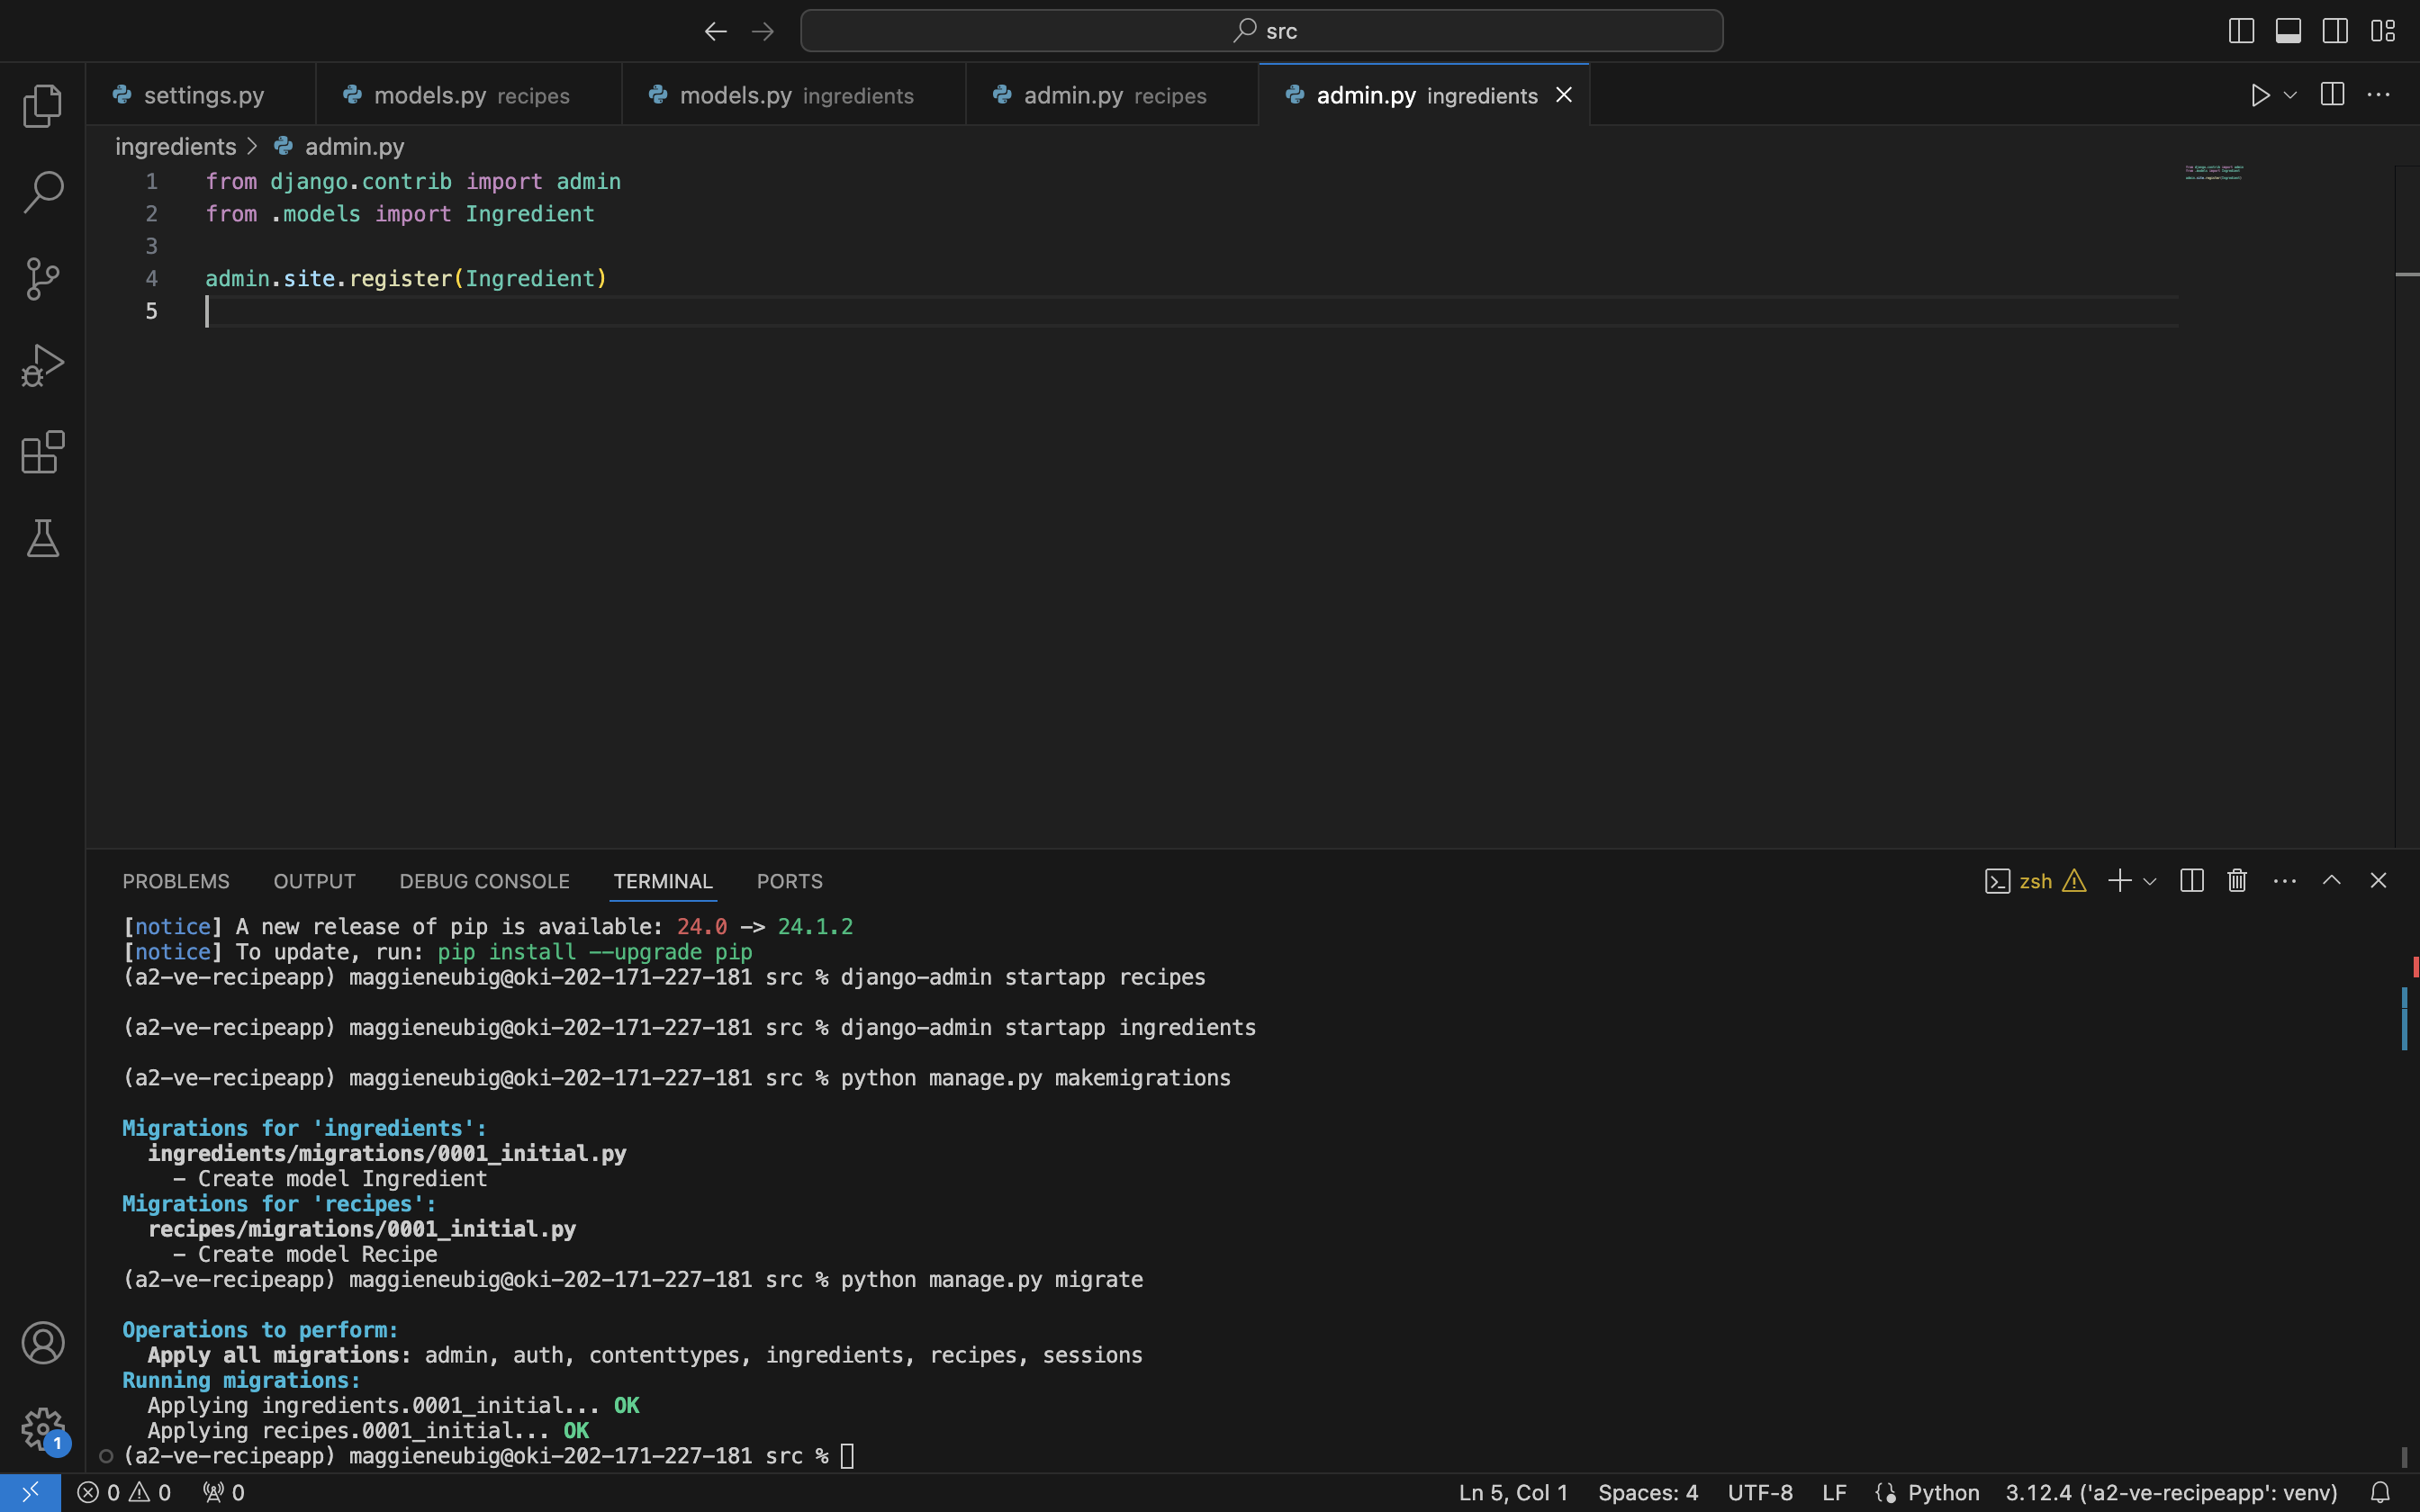 src
settings.py
models.py recipes
models.py ingredients
admin.py recipes
admin.py ingredients
ingredients > admin.py
1 from django.contrib import admin
2 from .models import Ingredient
3
4 admin.site.register(Ingredient)
5
PROBLEMS OUTPUT DEBUG CONSOLE TERMINAL PORTS
zsh
[notice] A new release of pip is available: 24.0 -> 24.1.2
[notice] To update, run: pip install --upgrade pip
(a2-ve-recipeapp) maggieneubig@oki-202-171-227-181 src % django-admin startapp recipes
(a2-ve-recipeapp) maggieneubig@oki-202-171-227-181 src % django-admin startapp ingredients
(a2-ve-recipeapp) maggieneubig@oki-202-171-227-181 src % python manage.py makemigrations
Migrations for 'ingredients':
ingredients/migrations/0001_initial.py
- Create model Ingredient
Migrations for 'recipes':
recipes/migrations/0001_initial.py
- Create model Recipe
(a2-ve-recipeapp) maggieneubig@oki-202-171-227-181 src % python manage.py migrate
Operations to perform:
Apply all migrations: admin, auth, contenttypes, ingredients, recipes, sessions
Running migrations:
Applying ingredients.0001_initial... OK
Applying recipes.0001_initial... OK
(a2-ve-recipeapp) maggieneubig@oki-202-171-227-181 src %
1
0 0 0
Ln 5, Col 1 Spaces: 4 UTF-8 LF Python 3.12.4 ('a2-ve-recipeapp': venv)